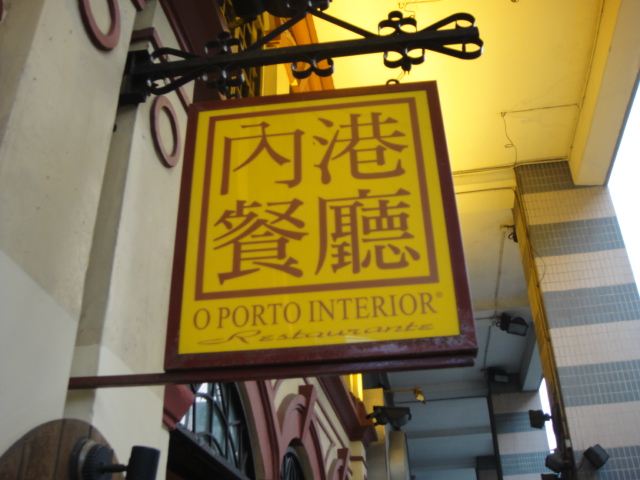 內港
餐廳
O PORTO INTERIOR®
Restaurante